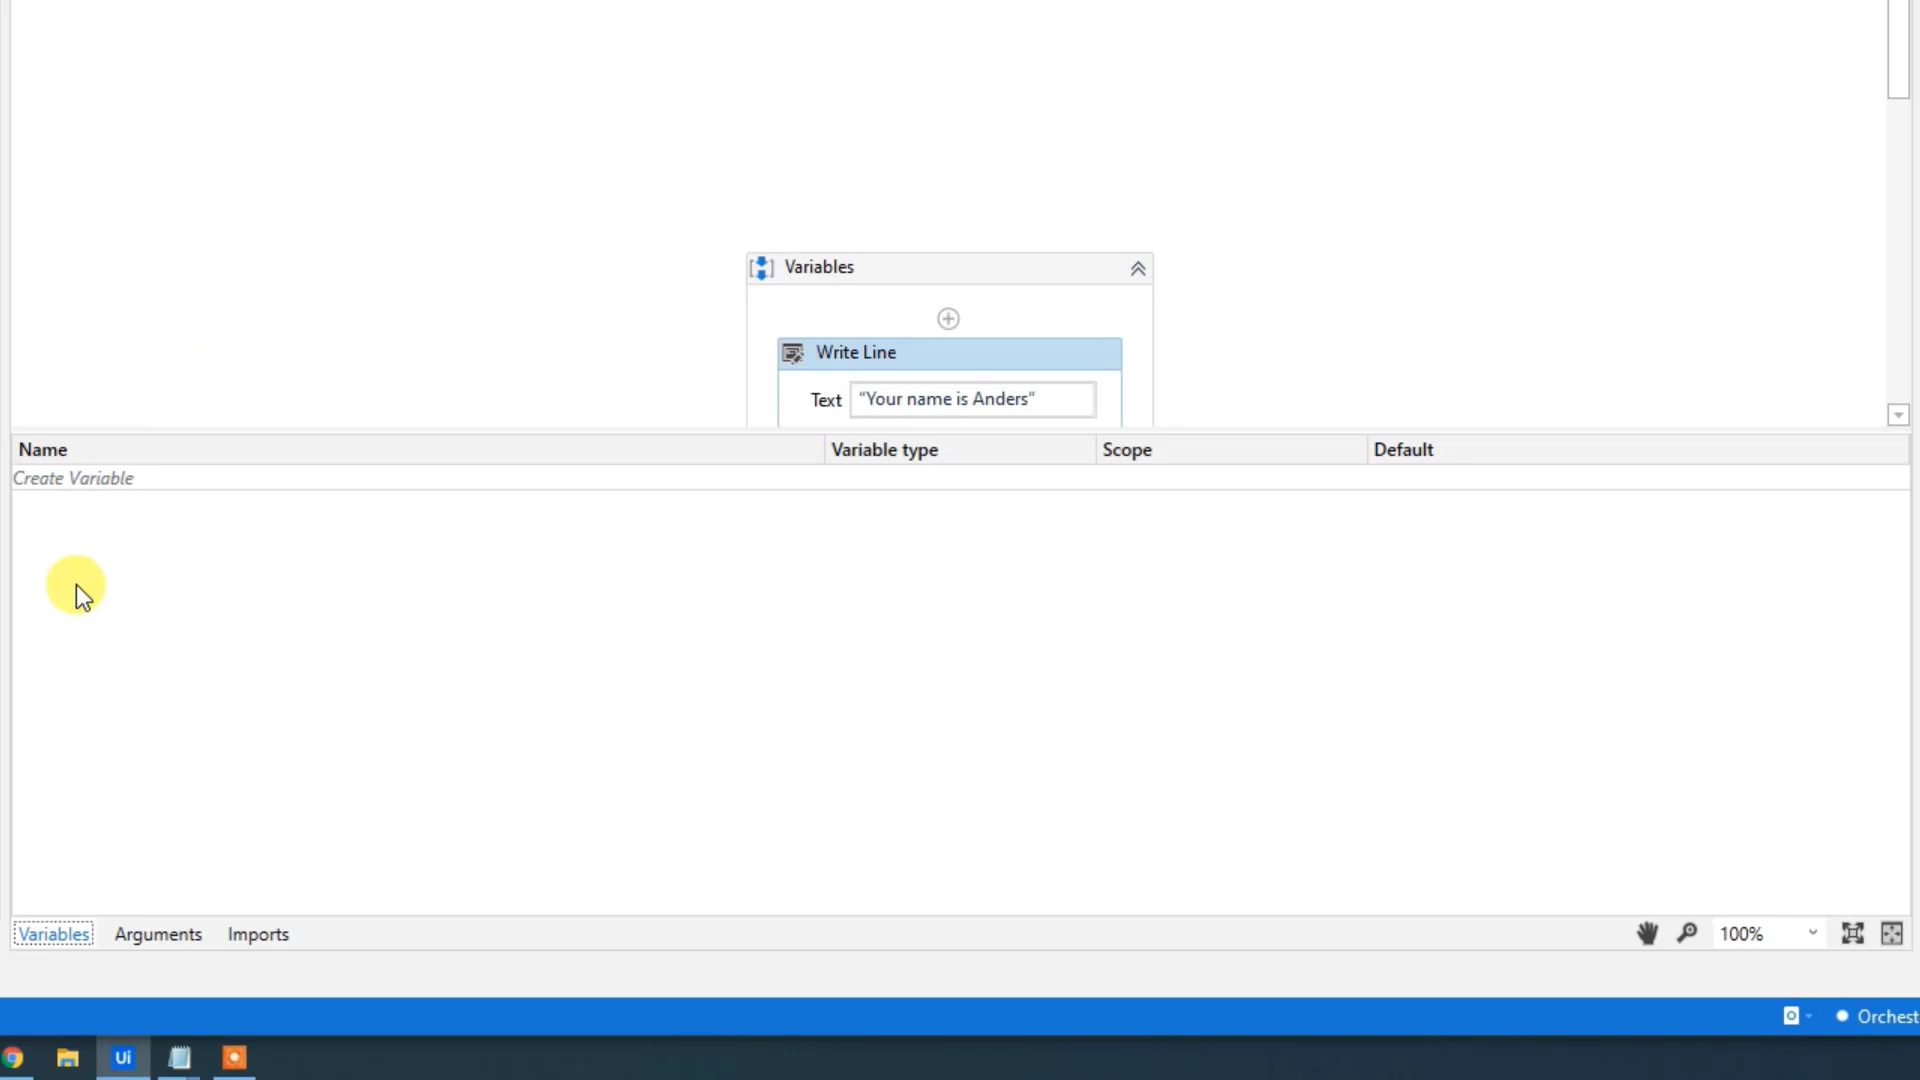 Variables
Write Line
Text "Your name is Anders"
Name Variable type Scope Default
Create Variable
Variables Arguments Imports 100%
Orchest
Ui